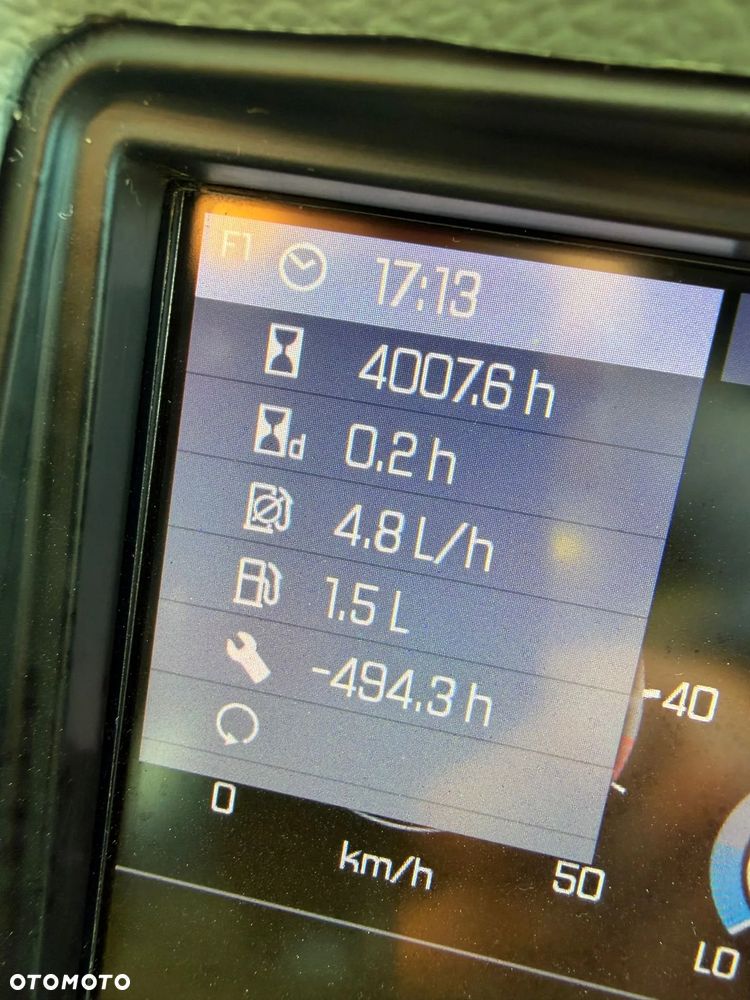 F1 17:13
4007.6 h
d 0.2 h
4.8 L/h
1.5 L
-494.3 h
-40
0
km/h
50
LO
OTOMOTO